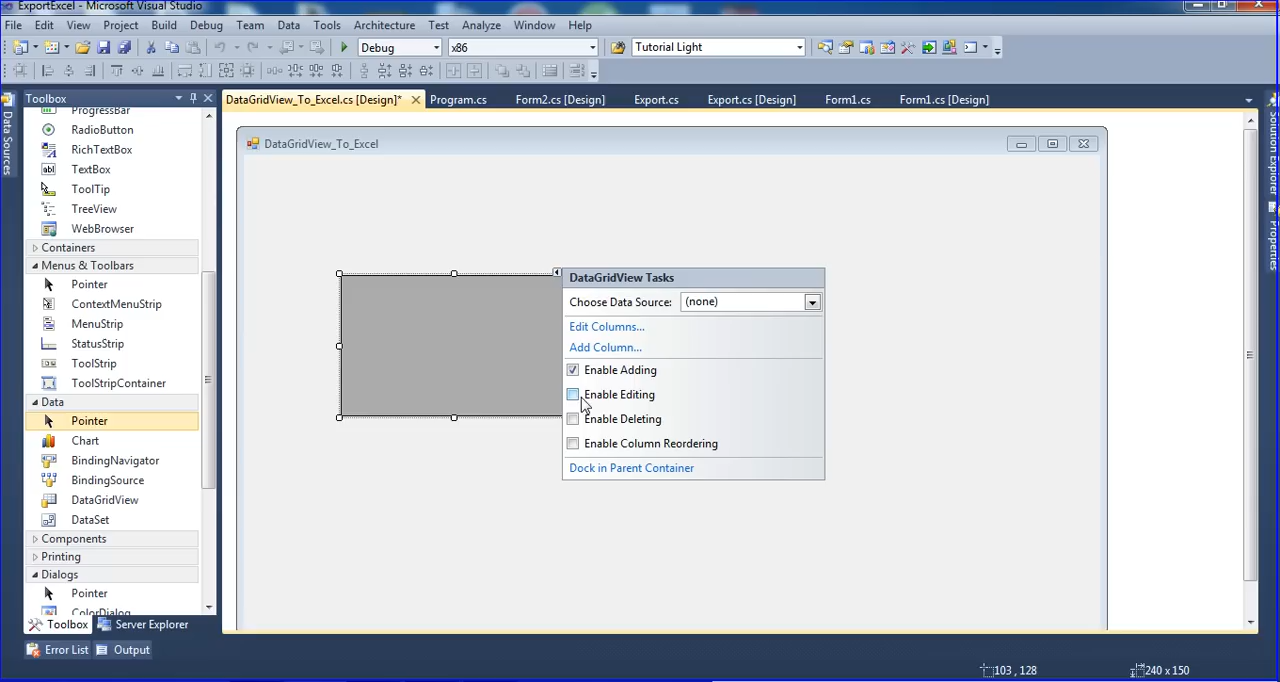 ExportExcel - Microsoft Visual Studio
File Edit View Project Build Debug Team Data Tools Architecture Test Analyze Window Help
Debug x86 Tutorial Light
Toolbox
DataGridView_To_Excel.cs [Design]* Program.cs Form2.cs [Design] Export.cs Export.cs [Design] Form1.cs Form1.cs [Design]
Data Sources
ProgressBar
RadioButton
RichTextBox
abl TextBox
ToolTip
TreeView
WebBrowser
Containers
Menus & Toolbars
Pointer
ContextMenuStrip
MenuStrip
StatusStrip
ToolStrip
ToolStripContainer
Data
Pointer
Chart
BindingNavigator
BindingSource
DataGridView
DataSet
Components
Printing
Dialogs
Pointer
ColorDialog
Toolbox Server Explorer
Error List Output
DataGridView_To_Excel
DataGridView Tasks
Choose Data Source: (none)
Edit Columns...
Add Column...
Enable Adding
Enable Editing
Enable Deleting
Enable Column Reordering
Dock in Parent Container
Solution Explorer
Properties
103 , 128 240 x 150